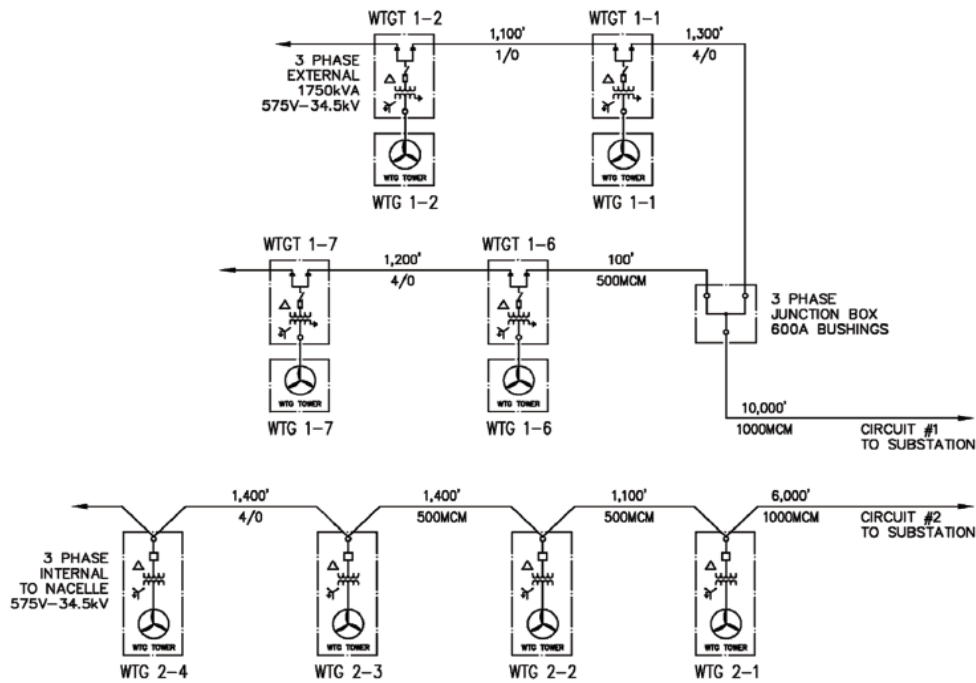 WTGT 1-2
WTGT 1-1
1,100'
1/0
1,300'
4/0
3 PHASE
EXTERNAL
1750kVA
575V-34.5kV
WTG TOWER
WTG TOWER
WTG 1-2
WTG 1-1
WTGT 1-7
WTGT 1-6
1,200'
4/0
100'
500MCM
3 PHASE
JUNCTION BOX
600A BUSHINGS
WTG TOWER
WTG TOWER
WTG 1-7
WTG 1-6
10,000'
1000MCM
CIRCUIT #1
TO SUBSTATION
1,400'
4/0
1,400'
500MCM
1,100'
500MCM
6,000'
1000MCM
CIRCUIT #2
TO SUBSTATION
3 PHASE
INTERNAL
TO NACELLE
575V-34.5kV
WTG TOWER
WTG TOWER
WTG TOWER
WTG TOWER
WTG 2-4
WTG 2-3
WTG 2-2
WTG 2-1